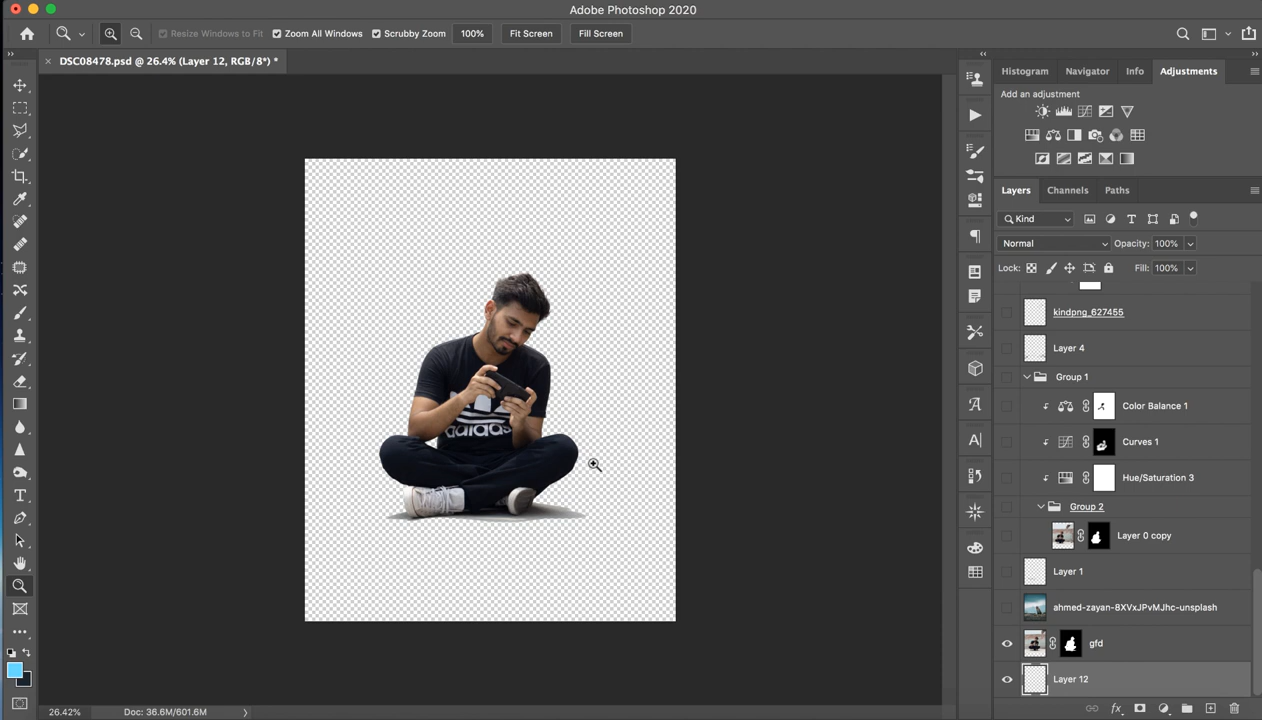 Adobe Photoshop 2020
Resize Windows to Fit Zoom All Windows Scrubby Zoom 100% Fit Screen Fill Screen
DSC08478.psd @ 26.4% (Layer 12, RGB/8*) *
Histogram Navigator Info Adjustments
Add an adjustment
Layers Channels Paths
Kind
Normal Opacity: 100%
Lock: Fill: 100%
kindpng_627455
Layer 4
Group 1
Color Balance 1
Curves 1
Hue/Saturation 3
Group 2
Layer 0 copy
Layer 1
ahmed-zayan-8XVxJPvMJhc-unsplash
gfd
Layer 12
adidas
26.42% Doc: 36.6M/601.6M